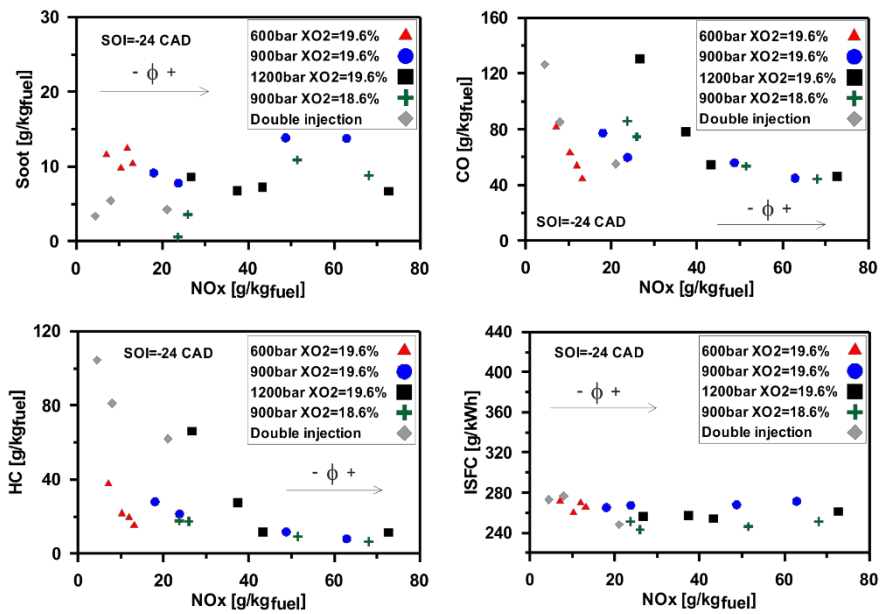 30
20
10
0
0
20
40
60
80
Soot [g/kgfuel]
NOx [g/kgfuel]
SOI=-24 CAD
- ϕ +
600bar XO2=19.6%
900bar XO2=19.6%
1200bar XO2=19.6%
900bar XO2=18.6%
Double injection
160
120
80
40
0
0
20
40
60
80
CO [g/kgfuel]
NOx [g/kgfuel]
SOI=-24 CAD
- ϕ +
600bar XO2=19.6%
900bar XO2=19.6%
1200bar XO2=19.6%
900bar XO2=18.6%
Double injection
120
80
40
0
0
20
40
60
80
HC [g/kgfuel]
NOx [g/kgfuel]
SOI=-24 CAD
- ϕ +
600bar XO2=19.6%
900bar XO2=19.6%
1200bar XO2=19.6%
900bar XO2=18.6%
Double injection
440
400
360
320
280
240
0
10
20
30
40
50
60
70
80
ISFC [g/kWh]
NOx [g/kgfuel]
SOI=-24 CAD
- ϕ +
600bar XO2=19.6%
900bar XO2=19.6%
1200bar XO2=19.6%
900bar XO2=18.6%
Double injection